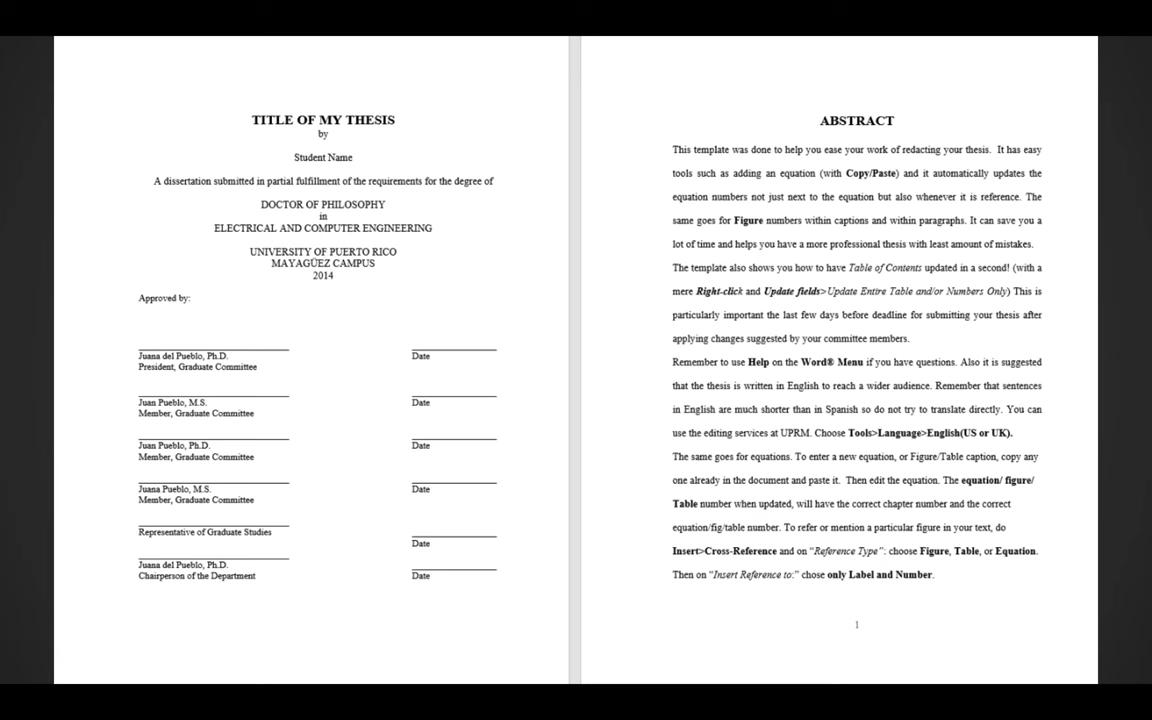 TITLE OF MY THESIS
by
Student Name
A dissertation submitted in partial fulfillment of the requirements for the degree of
DOCTOR OF PHILOSOPHY
in
ELECTRICAL AND COMPUTER ENGINEERING
UNIVERSITY OF PUERTO RICO
MAYAGÜEZ CAMPUS
2014
Approved by:
Juana del Pueblo, Ph.D. Date
President, Graduate Committee
Juan Pueblo, M.S. Date
Member, Graduate Committee
Juan Pueblo, Ph.D. Date
Member, Graduate Committee
Juana Pueblo, M.S. Date
Member, Graduate Committee
Representative of Graduate Studies
Date
Juana del Pueblo, Ph.D.
Chairperson of the Department Date
ABSTRACT
This template was done to help you ease your work of redacting your thesis. It has easy
tools such as adding an equation (with Copy/Paste) and it automatically updates the
equation numbers not just next to the equation but also whenever it is reference. The
same goes for Figure numbers within captions and within paragraphs. It can save you a
lot of time and helps you have a more professional thesis with least amount of mistakes.
The template also shows you how to have Table of Contents updated in a second! (with a
mere Right-click and Update fields>Update Entire Table and/or Numbers Only) This is
particularly important the last few days before deadline for submitting your thesis after
applying changes suggested by your committee members.
Remember to use Help on the Word® Menu if you have questions. Also it is suggested
that the thesis is written in English to reach a wider audience. Remember that sentences
in English are much shorter than in Spanish so do not try to translate directly. You can
use the editing services at UPRM. Choose Tools>Language>English(US or UK).
The same goes for equations. To enter a new equation, or Figure/Table caption, copy any
one already in the document and paste it. Then edit the equation. The equation/ figure/
Table number when updated, will have the correct chapter number and the correct
equation/fig/table number. To refer or mention a particular figure in your text, do
Insert>Cross-Reference and on “Reference Type”: choose Figure, Table, or Equation.
Then on “Insert Reference to:” chose only Label and Number.
1